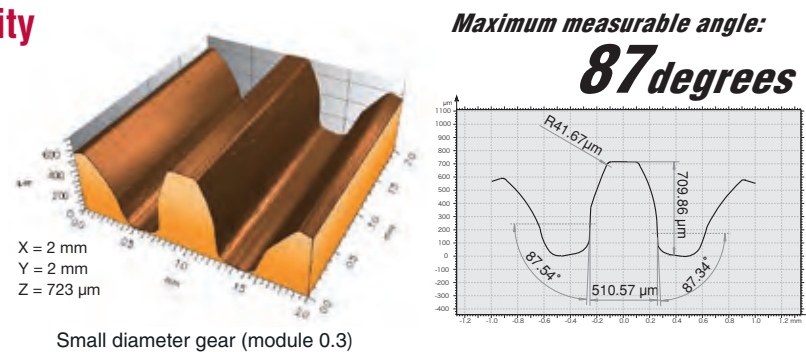 ity
Maximum measurable angle:
87 degrees
X = 2 mm
Y = 2 mm
Z = 723 µm
Small diameter gear (module 0.3)
µm
1100
1000
900
800
700
600
500
400
300
200
100
0
-100
-200
-300
-400
-1.2 -1.0 -0.8 -0.6 -0.4 -0.2 0.0 0.2 0.4 0.6 0.8 1.0 1.2 mm
R41.67µm
709.86 µm
87.54°
510.57 µm
87.34°